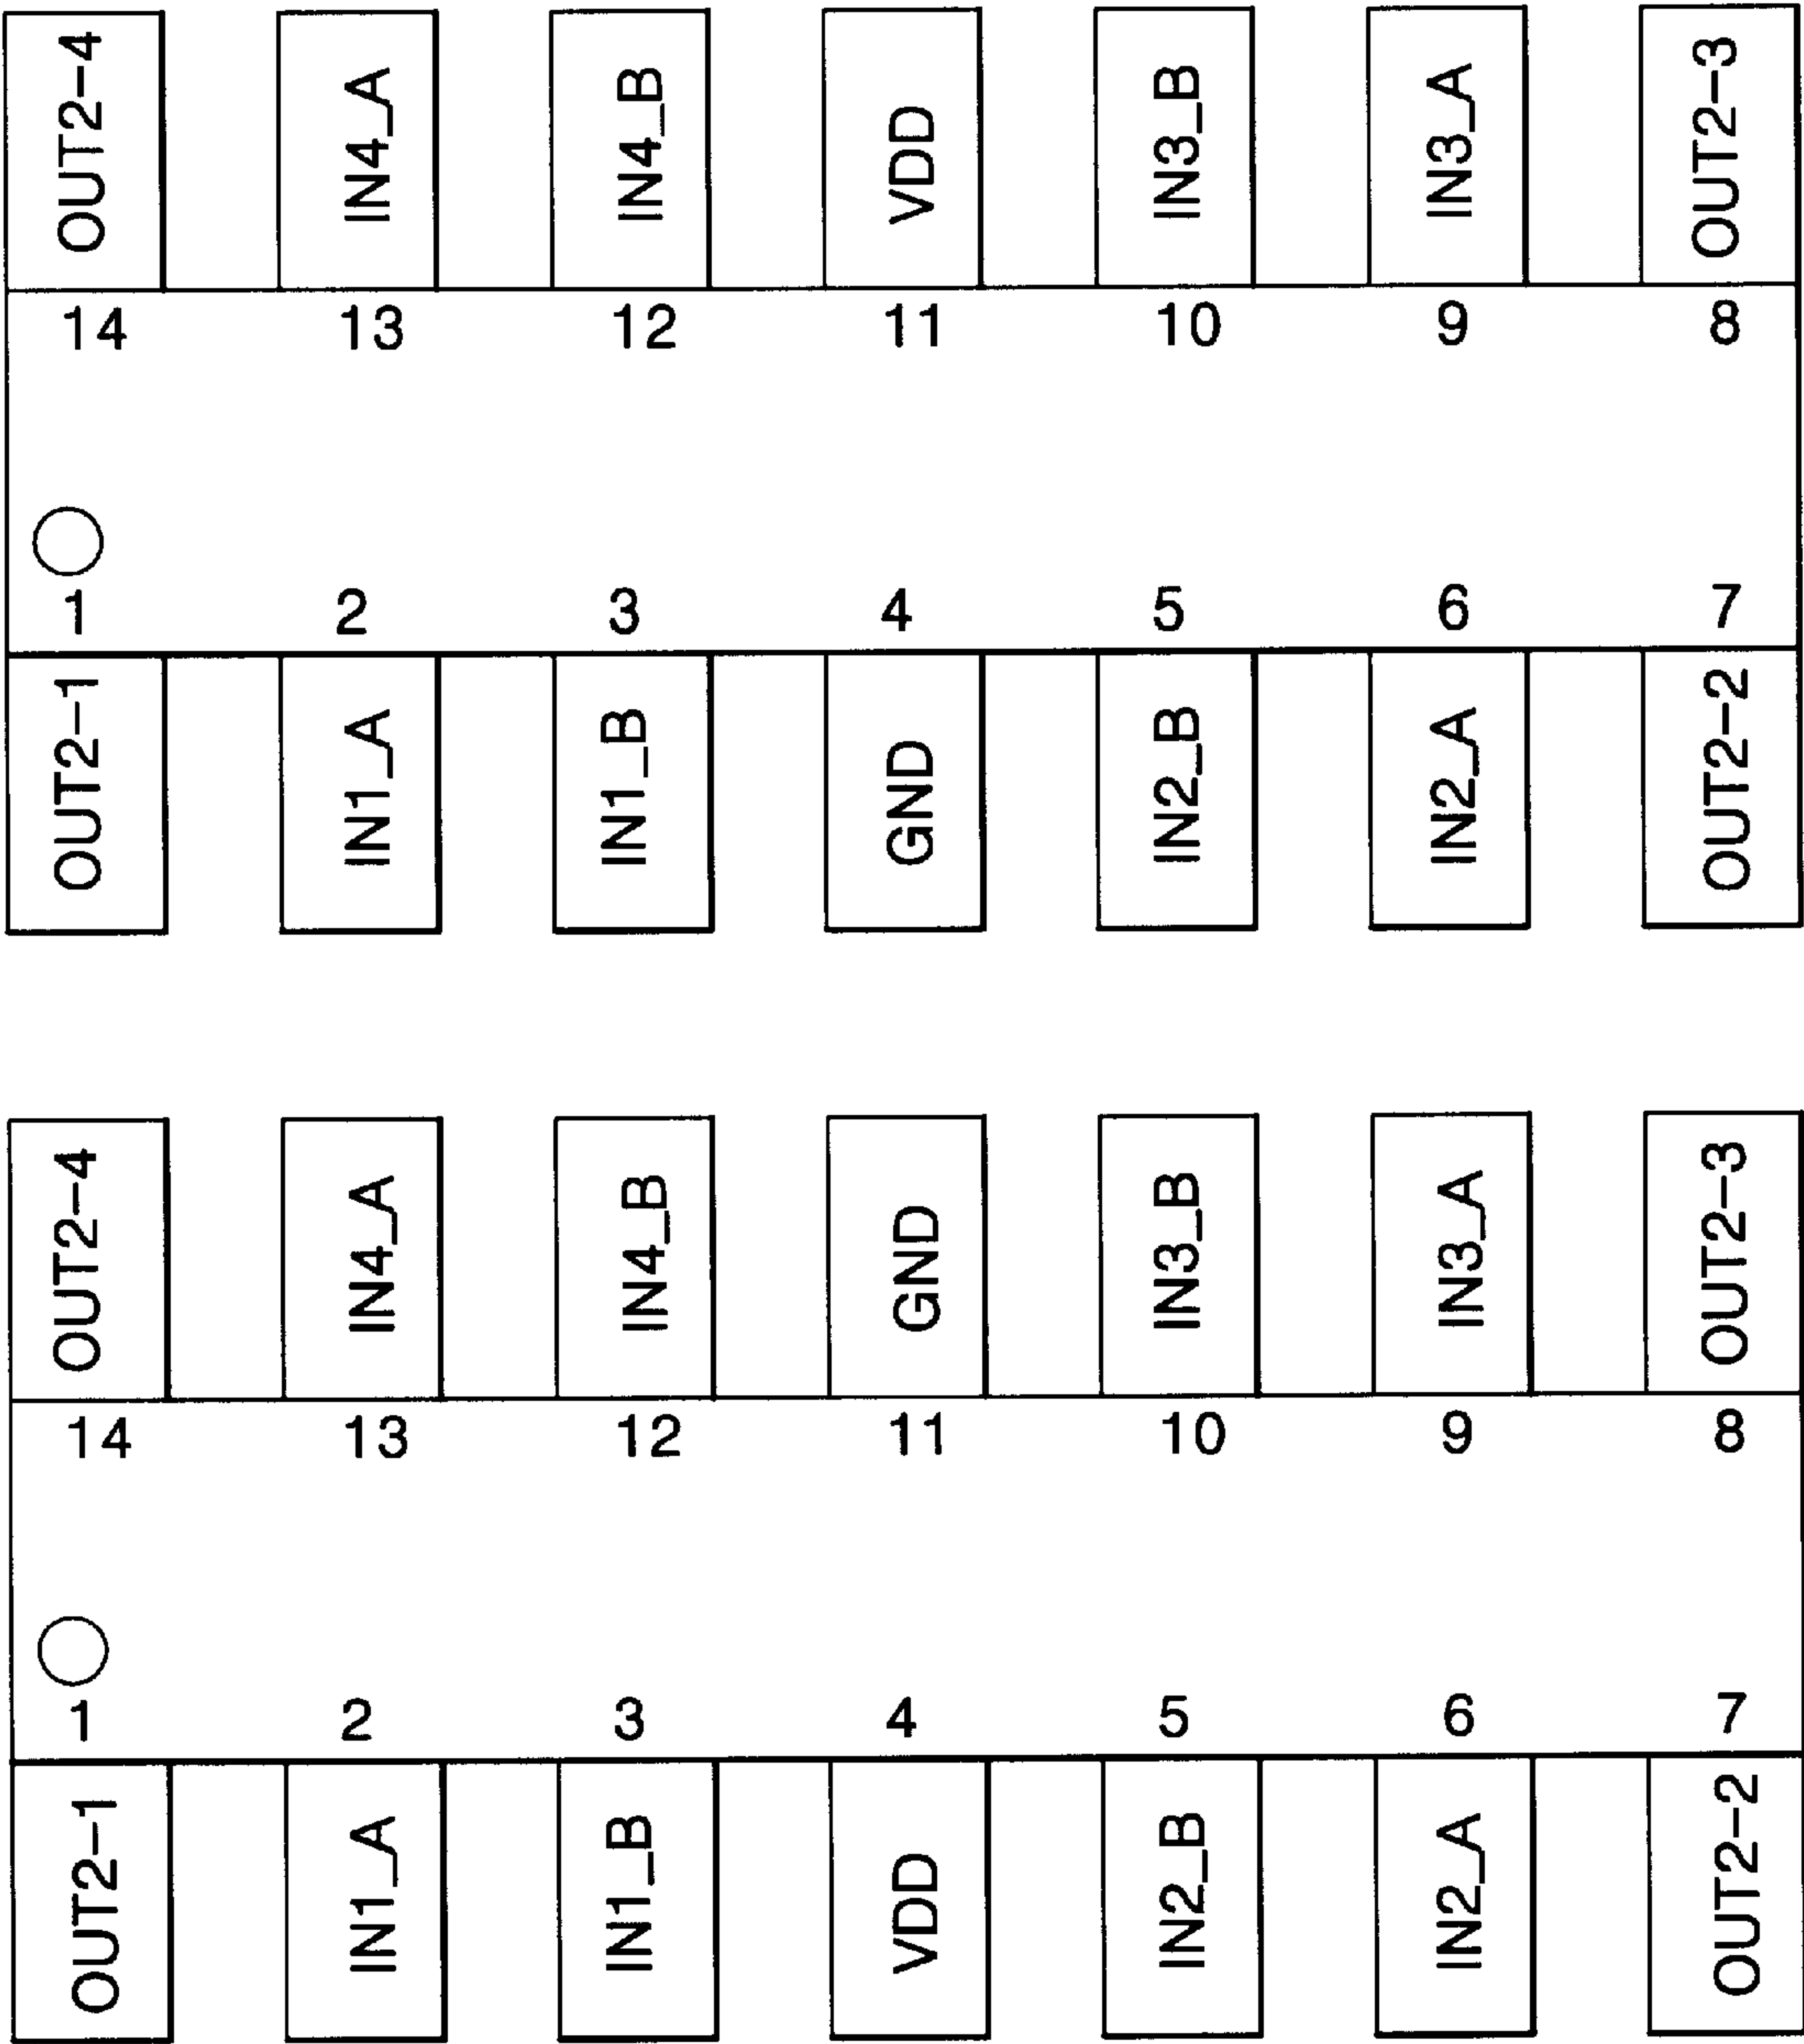 OUT2-4 IN4_A IN4_B VDD IN3_B IN3_A OUT2-3
14 13 12 11 10 9 8
1 2 3 4 5 6 7
OUT2-1 IN1_A IN1_B GND IN2_B IN2_A OUT2-2
OUT2-4 IN4_A IN4_B GND IN3_B IN3_A OUT2-3
14 13 12 11 10 9 8
1 2 3 4 5 6 7
OUT2-1 IN1_A IN1_B VDD IN2_B IN2_A OUT2-2